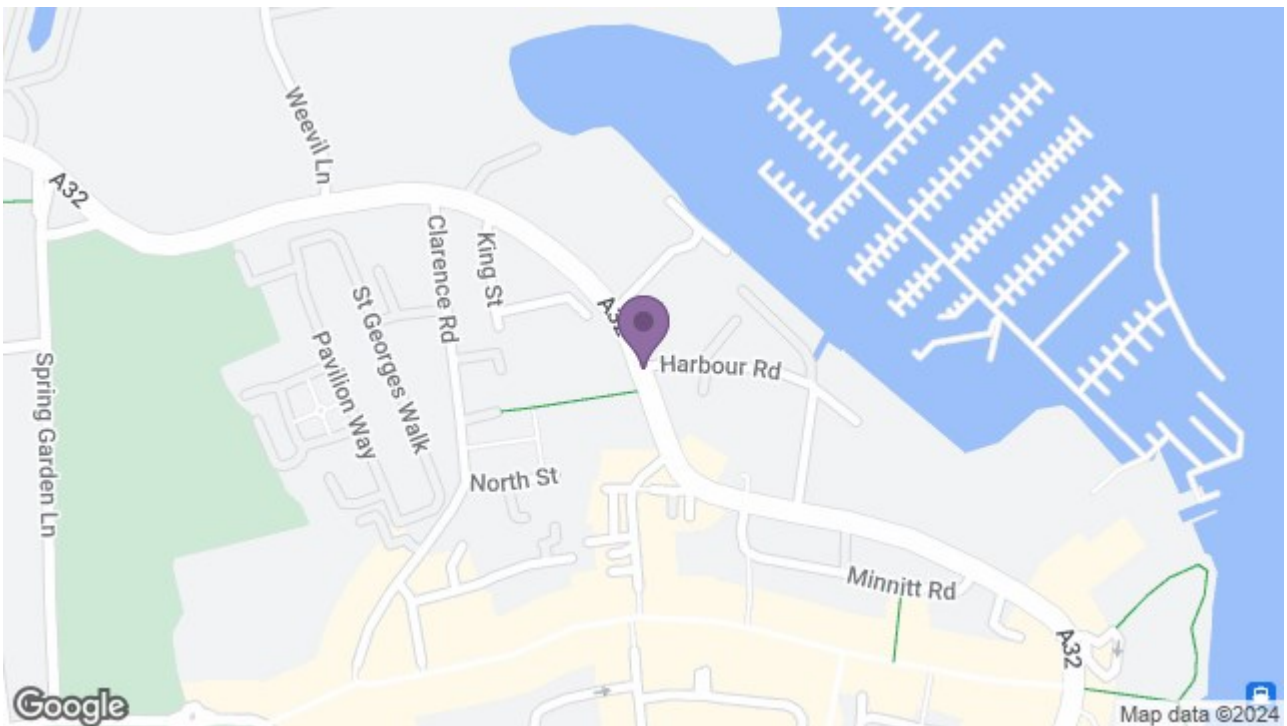 Weevil Ln
A32
Clarence Rd
King St
A32
St Georges Walk
Pavilion Way
Harbour Rd
Spring Garden Ln
North St
Minnitt Rd
A32
Google
Map data ©2024